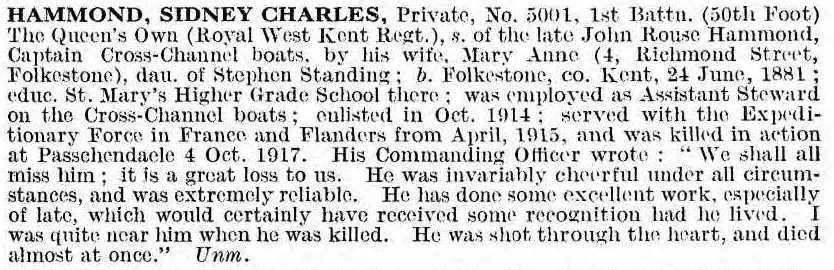 HAMMOND, SIDNEY CHARLES, Private, No. 5001, 1st Battn. (50th Foot)
The Queen's Own (Royal West Kent Regt.), s. of the late John Rouse Hammond,
Captain Cross-Channel boats, by his wife, Mary Anne (4, Richmond Street,
Folkestone), dau. of Stephen Standing ; b. Folkestone, co. Kent, 24 June, 1881 ;
educ. St. Mary's Higher Grade School there ; was employed as Assistant Steward
on the Cross-Channel boats ; enlisted in Oct. 1914 ; served with the Expedi-
tionary Force in France and Flanders from April, 1915, and was killed in action
at Passchendaele 4 Oct. 1917. His Commanding Officer wrote : " We shall all
miss him ; it is a great loss to us. He was invariably cheerful under all circum-
stances, and was extremely reliable. He has done some excellent work, especially
of late, which would certainly have received some recognition had he lived. I
was quite near him when he was killed. He was shot through the heart, and died
almost at once." Unm.